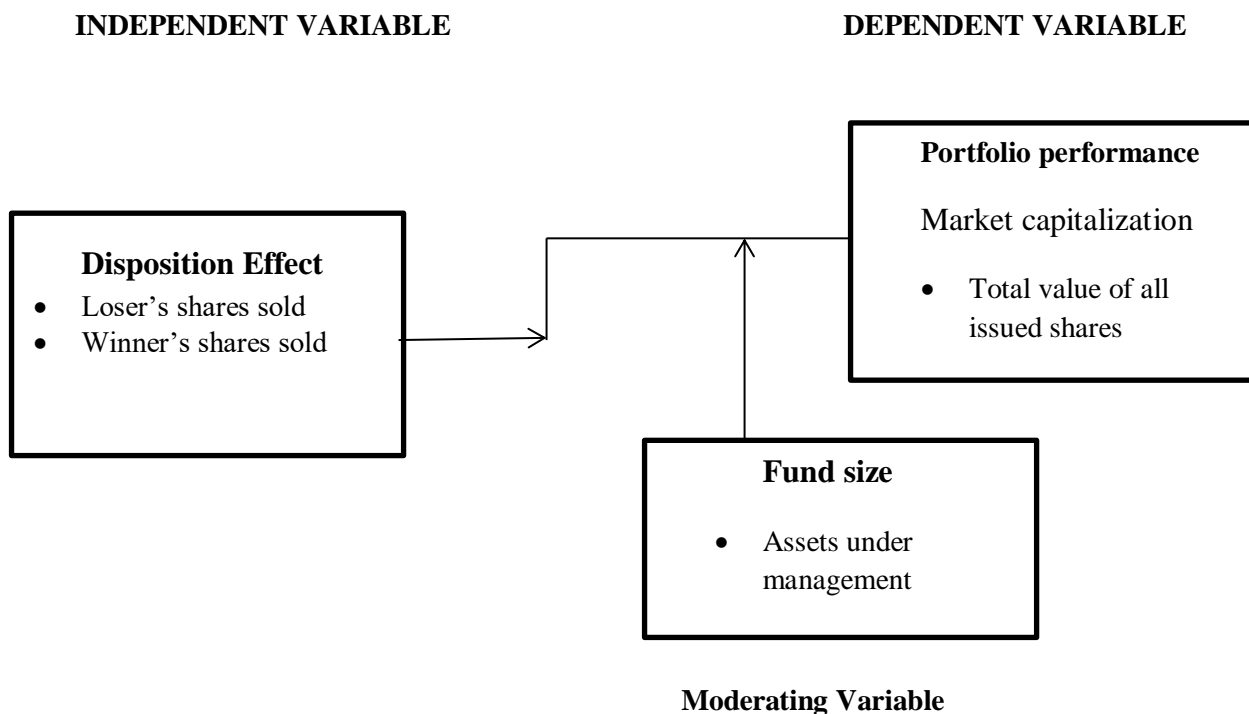 INDEPENDENT VARIABLE
DEPENDENT VARIABLE
Portfolio performance
Market capitalization
• Total value of all
issued shares
Disposition Effect
• Loser’s shares sold
• Winner’s shares sold
Fund size
• Assets under
management
Moderating Variable